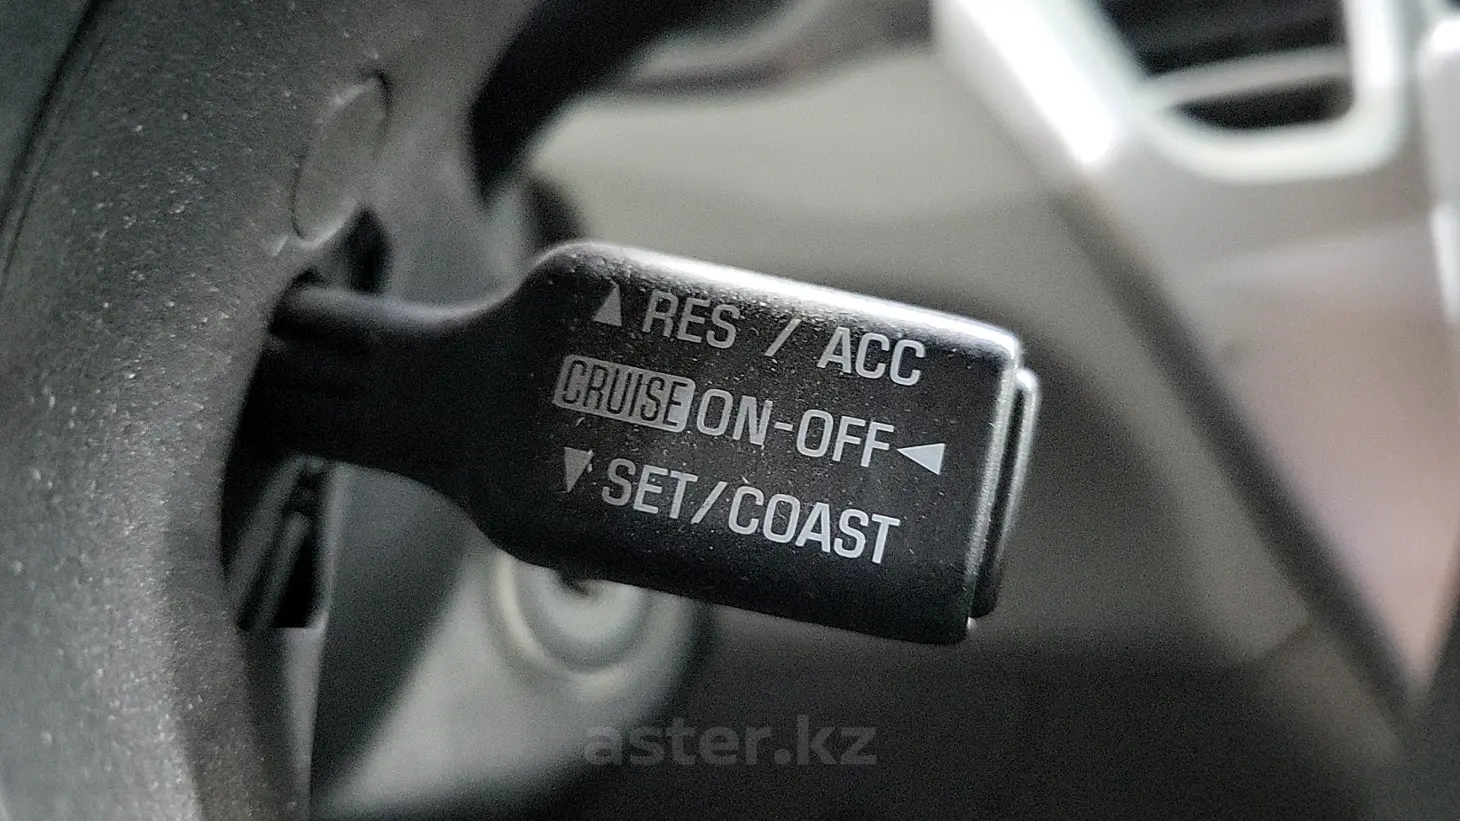 ▲ RES / ACC
CRUISE ON-OFF ◀
▼ SET/COAST
aster.kz